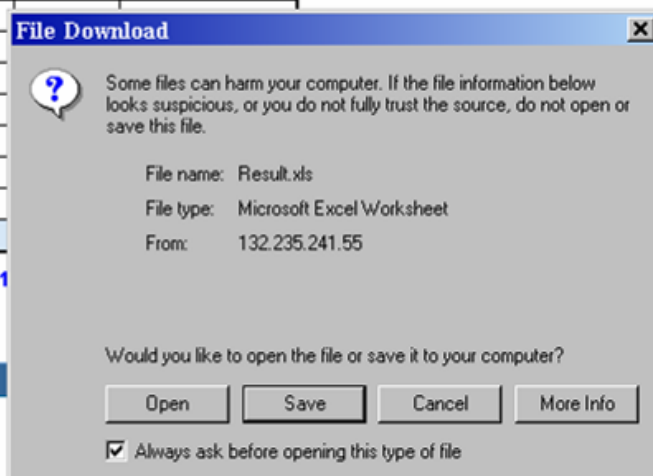 File Download
Some files can harm your computer. If the file information below
looks suspicious, or you do not fully trust the source, do not open or
save this file.
File name: Result.xls
File type: Microsoft Excel Worksheet
From: 132.235.241.55
1
Would you like to open the file or save it to your computer?
Open Save Cancel More Info
Always ask before opening this type of file